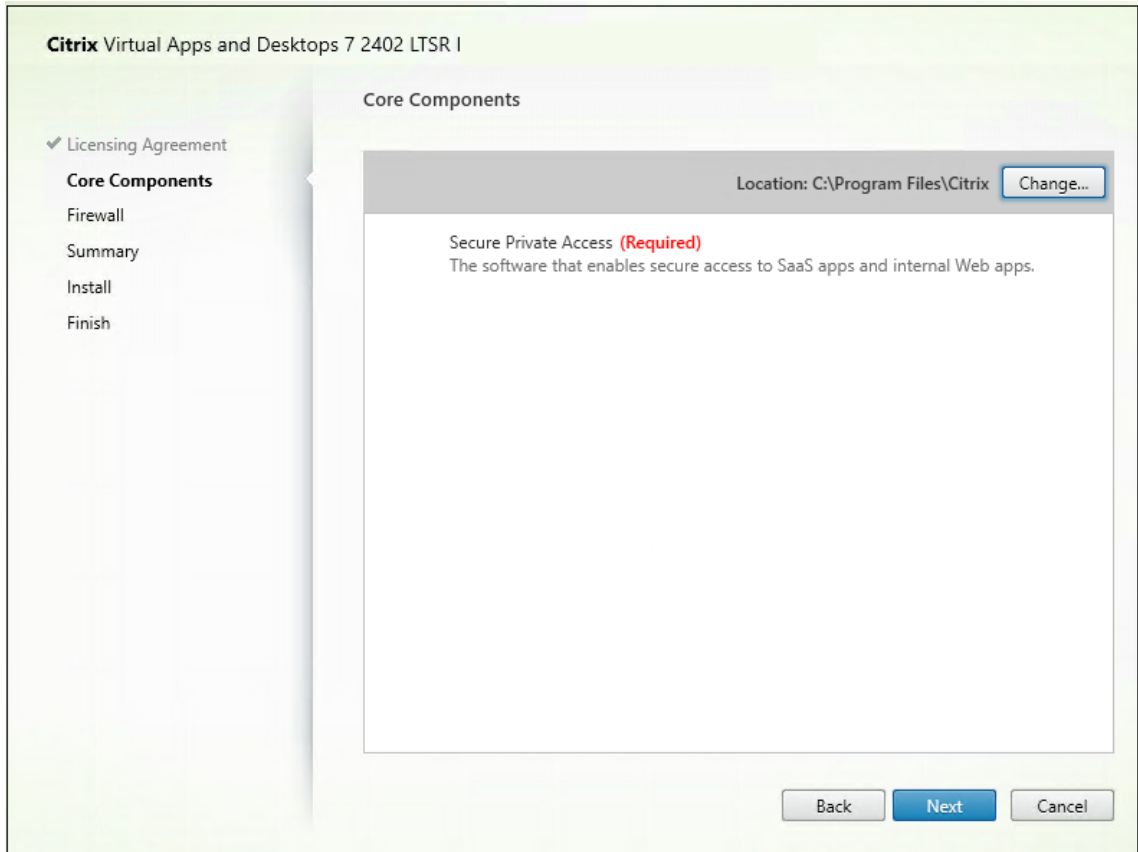 Citrix Virtual Apps and Desktops 7 2402 LTSR I
Core Components
Licensing Agreement
Core Components
Firewall
Summary
Install
Finish
Location: C:\Program Files\Citrix
Change...
Secure Private Access (Required)
The software that enables secure access to SaaS apps and internal Web apps.
Back
Next
Cancel